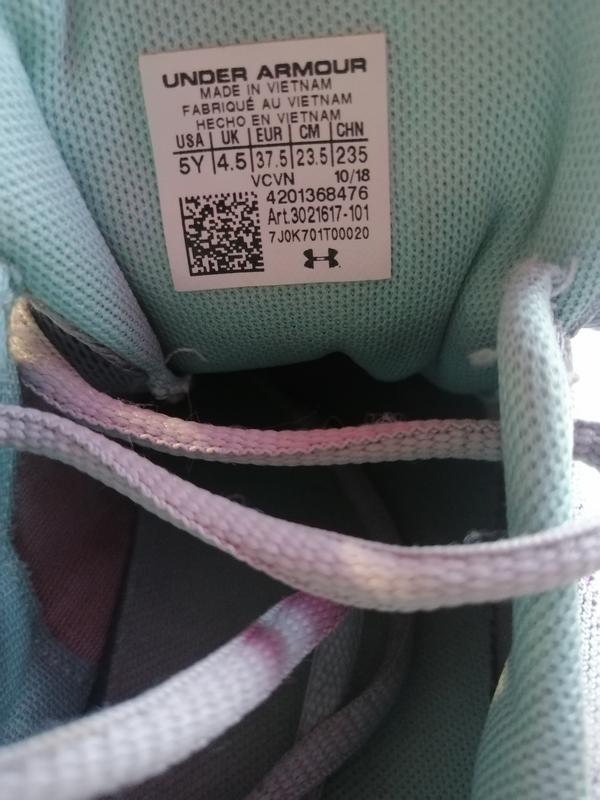 UNDER ARMOUR
MADE IN VIETNAM
FABRIQUÉ AU VIETNAM
HECHO EN VIETNAM
USA UK EUR CM CHN
5Y 4.5 37.5 23.5 235
VCVN 10/18
4201368476
Art.3021617-101
7J0K701T00020